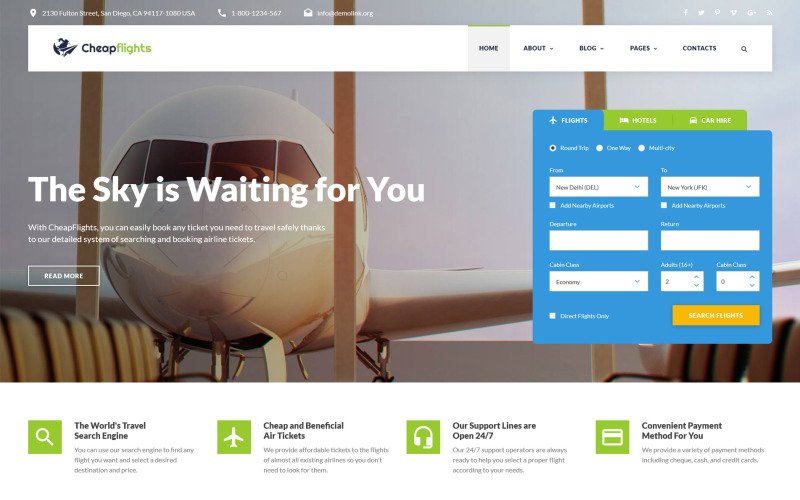 2130 Fulton Street, San Diego, CA 94117-1080 USA
1-800-1234-567
info@demolink.org
Cheapflights
HOME
ABOUT
BLOG
PAGES
CONTACTS
The Sky is Waiting for You
With CheapFlights, you can easily book any ticket you need to travel safely thanks
to our detailed system of searching and booking airline tickets.
READ MORE
FLIGHTS
HOTELS
CAR HIRE
Round Trip
One Way
Multi-city
From
To
New Delhi (DEL)
New York (JFK)
Add Nearby Airports
Add Nearby Airports
Departure
Return
Cabin Class
Adults (16+)
Cabin Class
Economy
2
0
Direct Flights Only
SEARCH FLIGHTS
The World's Travel
Search Engine
You can use our search engine to find any
flight you want and select a desired
destination and price.
Cheap and Beneficial
Air Tickets
We provide affordable tickets to the flights
of almost all existing airlines so you don't
need to look for them.
Our Support Lines are
Open 24/7
Our 24/7 support operators are always
ready to help you select a proper flight
according to your needs.
Convenient Payment
Method For You
We provide a variety of payment methods
including cheque, cash, and credit cards.